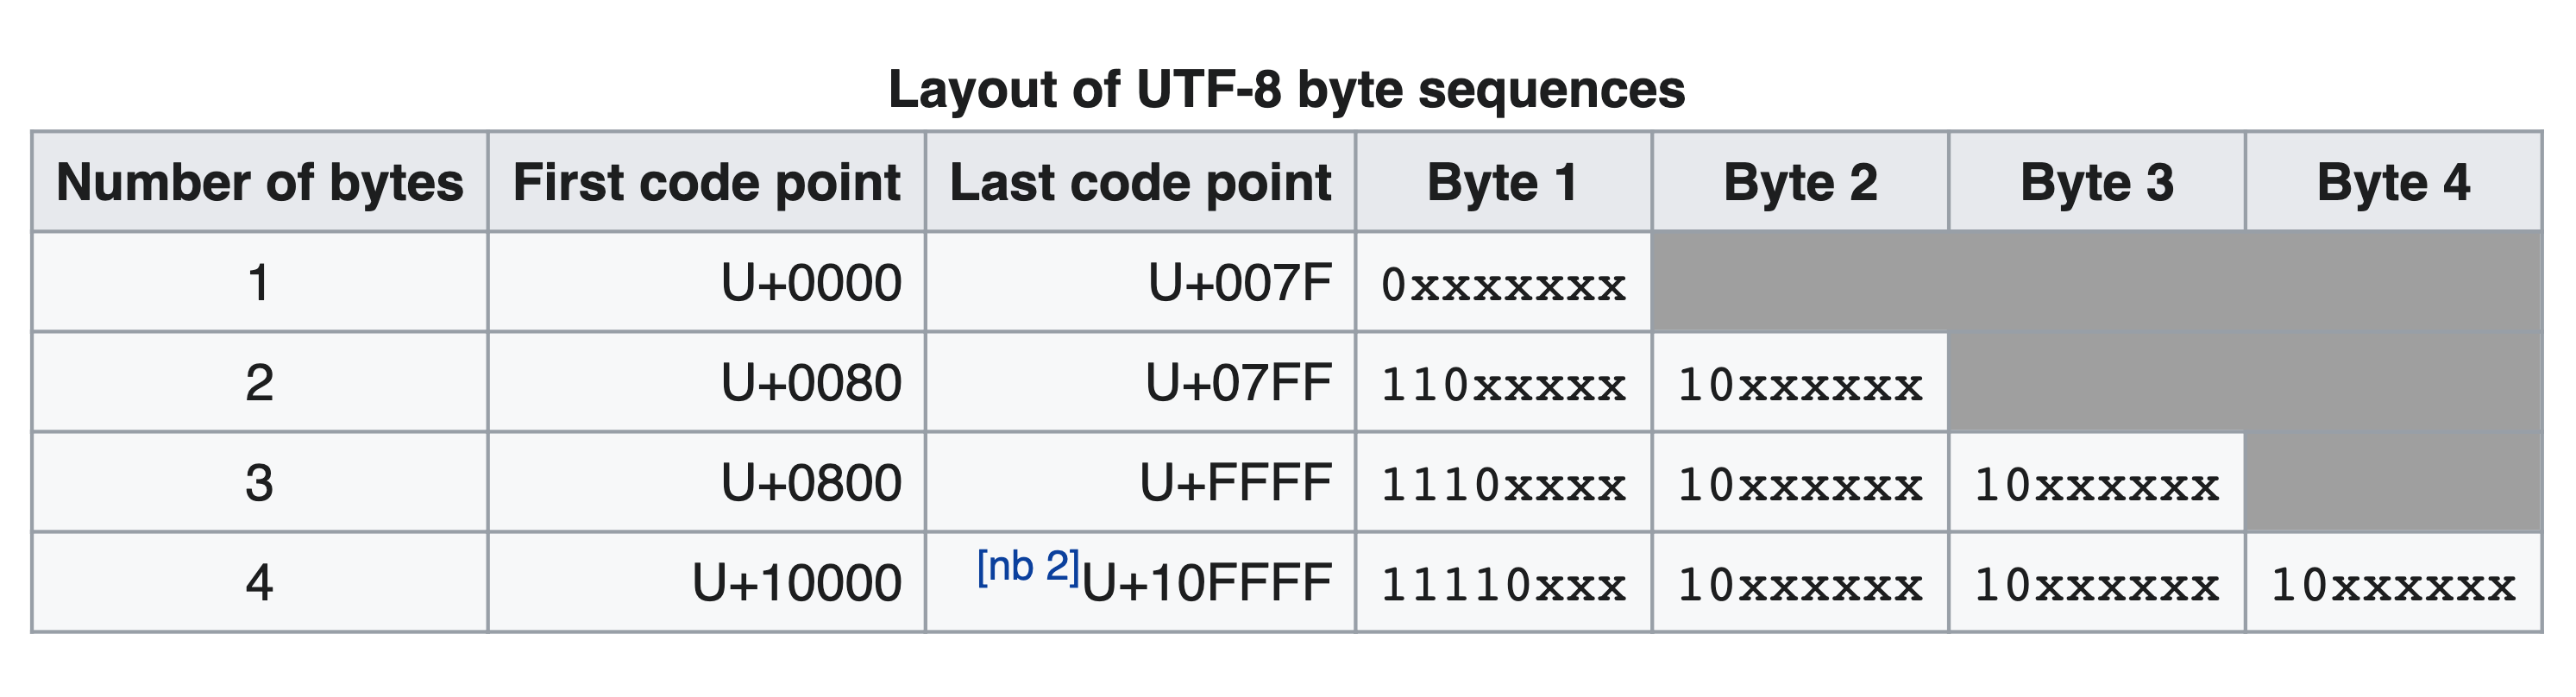 Layout of UTF-8 byte sequences
Number of bytes First code point Last code point Byte 1 Byte 2 Byte 3 Byte 4
1 U+0000 U+007F 0xxxxxxx
2 U+0080 U+07FF 110xxxxx 10xxxxxx
3 U+0800 U+FFFF 1110xxxx 10xxxxxx 10xxxxxx
4 U+10000 [nb 2]U+10FFFF 11110xxx 10xxxxxx 10xxxxxx 10xxxxxx